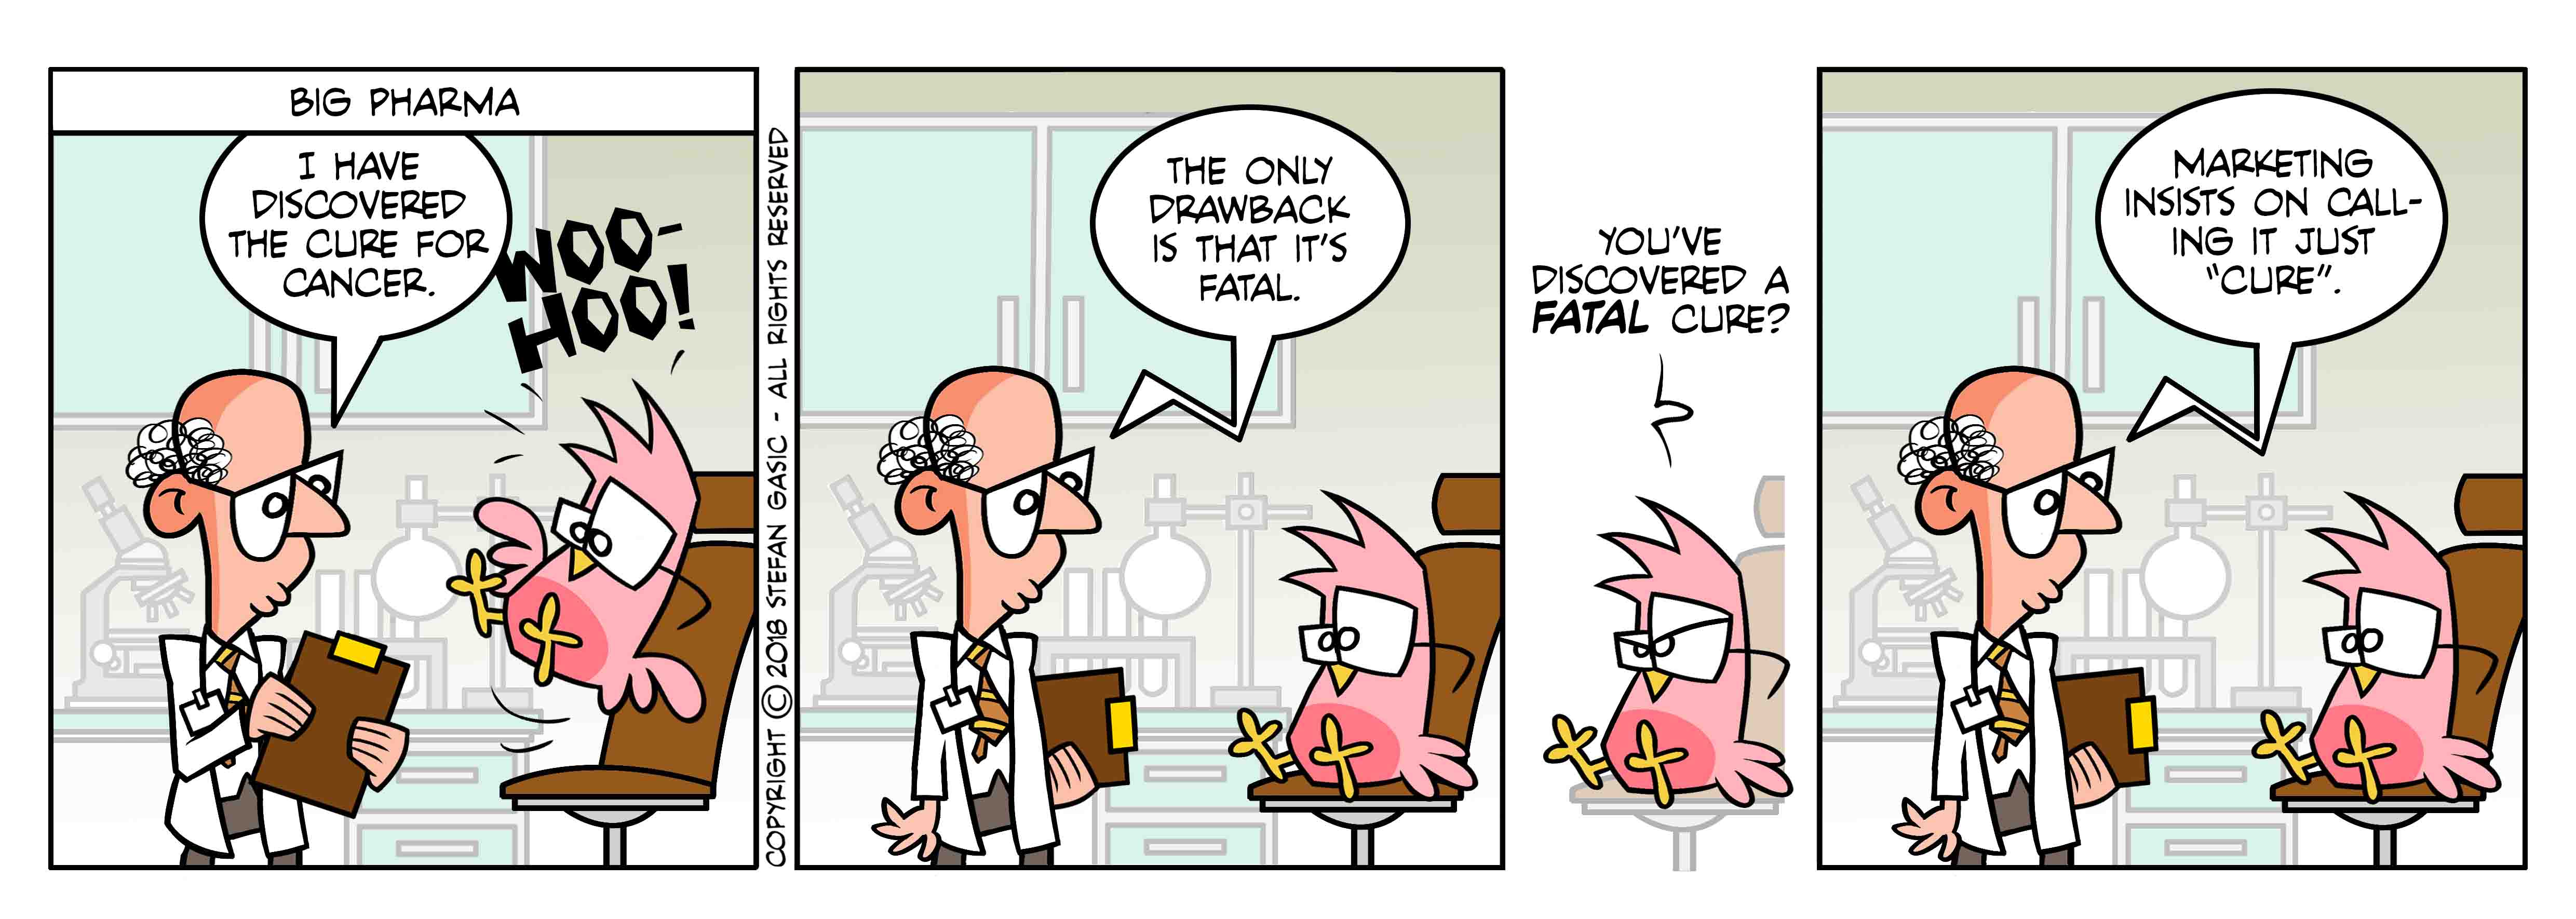 BIG PHARMA
I HAVE
DISCOVERED
THE CURE FOR
CANCER.
WOO-
HOO!
COPYRIGHT © 2018 STEFAN GASIC - ALL RIGHTS RESERVED
THE ONLY
DRAWBACK
IS THAT IT'S
FATAL.
YOU'VE
DISCOVERED A
FATAL CURE?
MARKETING
INSISTS ON CALL-
ING IT JUST
"CURE".